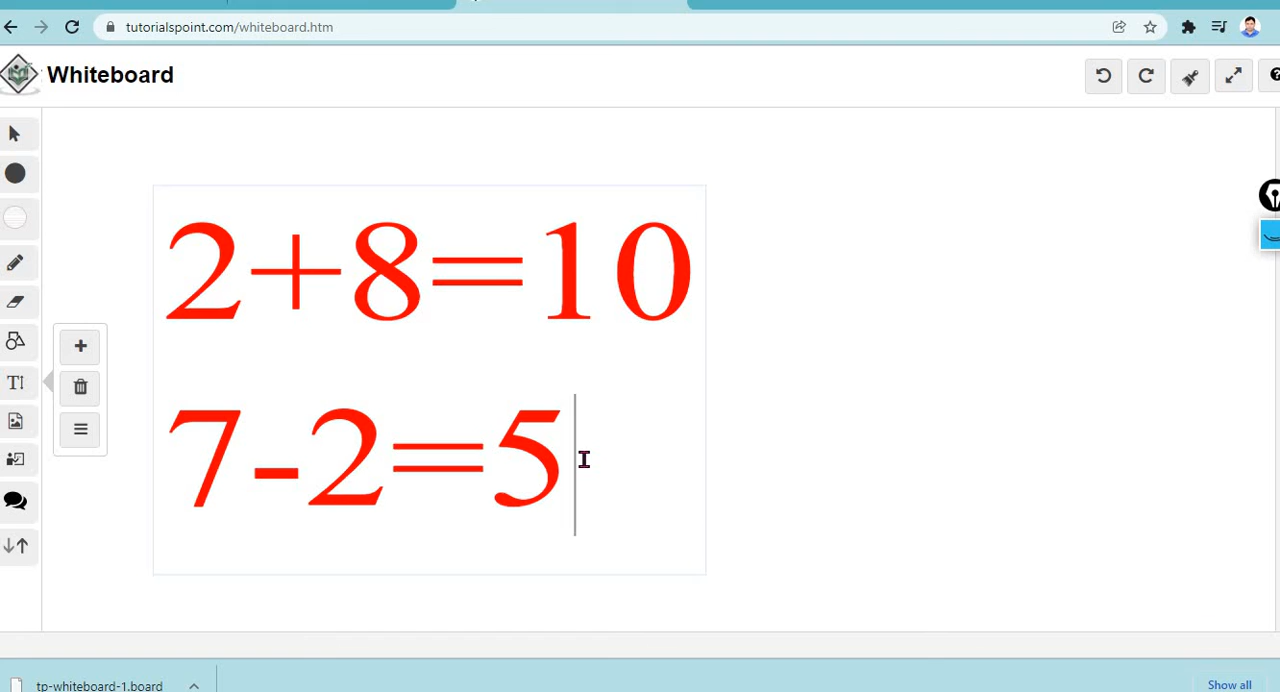 tutorialspoint.com/whiteboard.htm
Whiteboard
2+8=10
7-2=5
TI
tp-whiteboard-1.board
Show all